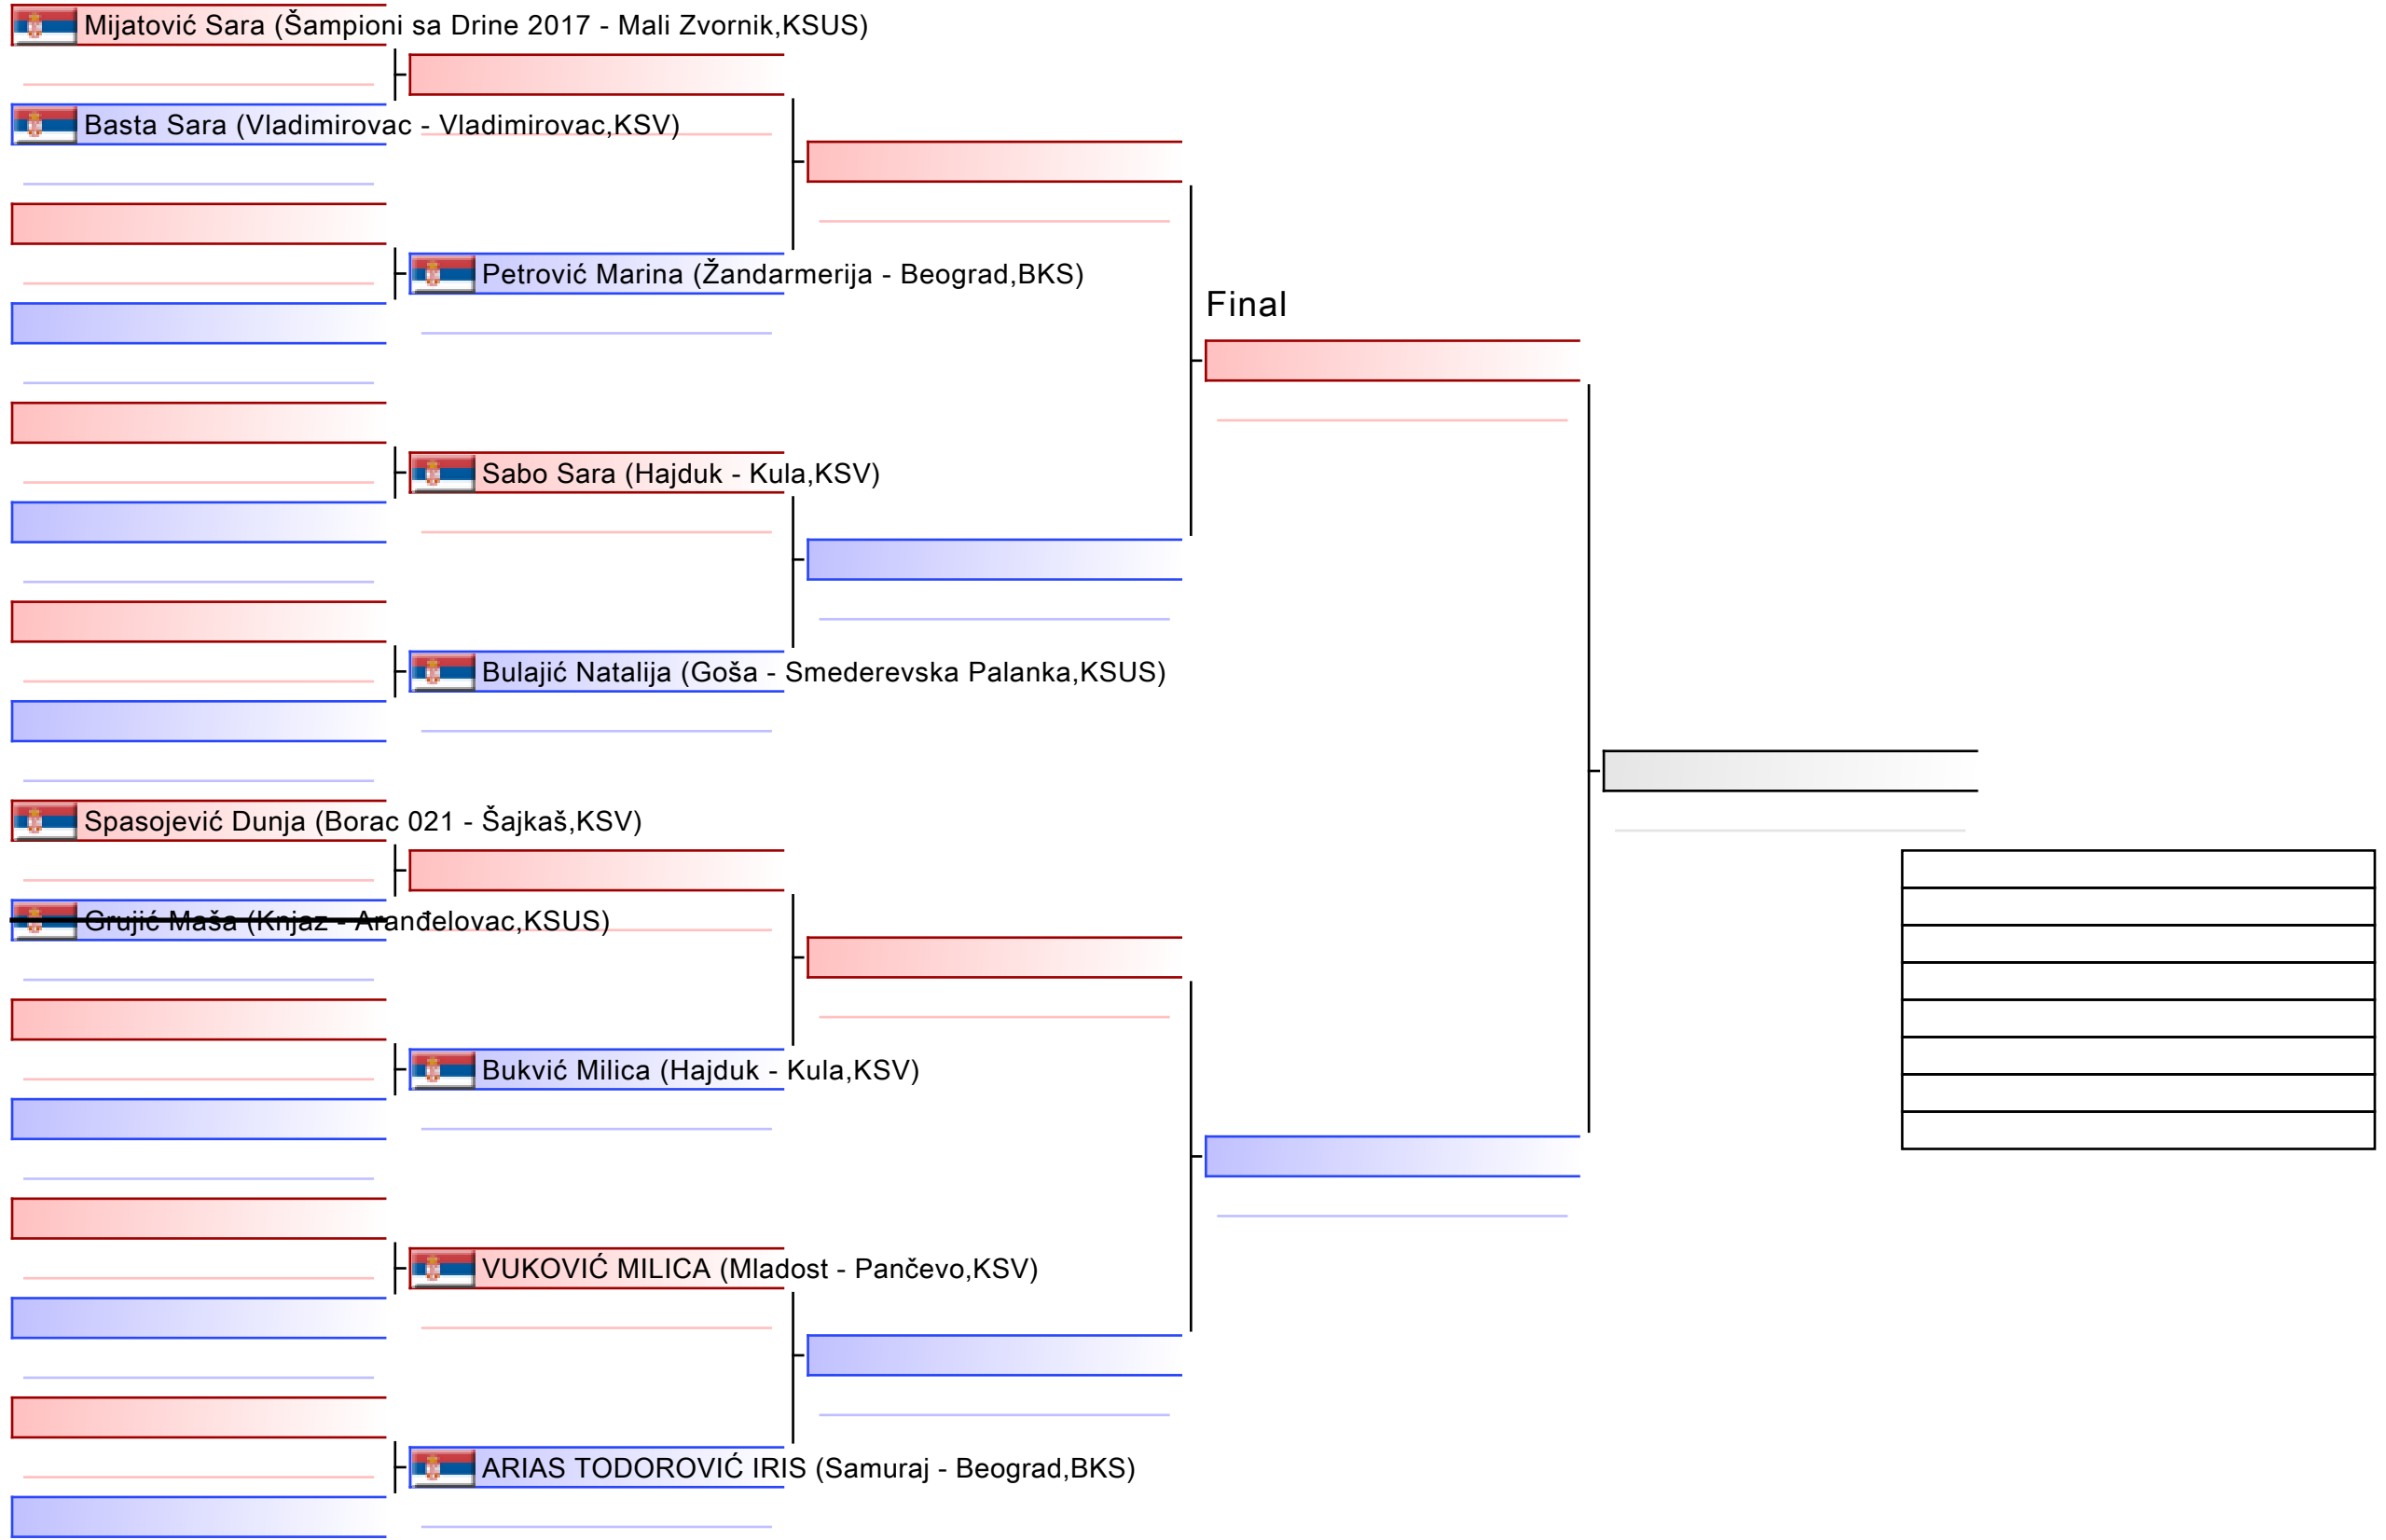 Mijatović Sara (Šampioni sa Drine 2017 - Mali Zvornik,KSUS)
Basta Sara (Vladimirovac - Vladimirovac,KSV)
Petrović Marina (Žandarmerija - Beograd,BKS)
Final
Sabo Sara (Hajduk - Kula,KSV)
Bulajić Natalija (Goša - Smederevska Palanka,KSUS)
Spasojević Dunja (Borac 021 - Šajkaš,KSV)
Grujić Maša (Knjaz - Aranđelovac,KSUS)
Bukvić Milica (Hajduk - Kula,KSV)
VUKOVIĆ MILICA (Mladost - Pančevo,KSV)
ARIAS TODOROVIĆ IRIS (Samuraj - Beograd,BKS)